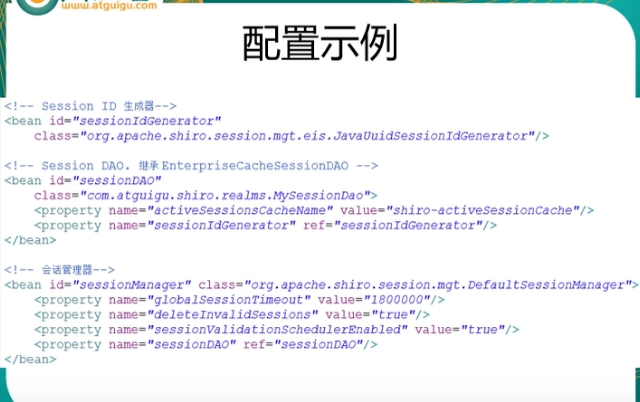 www.atguigu.com
配置示例
<!-- Session ID 生成器-->
<bean id="sessionIdGenerator"
class="org.apache.shiro.session.mgt.eis.JavaUuidSessionIdGenerator"/>
<!-- Session DAO. 继承 EnterpriseCacheSessionDAO -->
<bean id="sessionDAO"
class="com.atguigu.shiro.realms.MySessionDao">
<property name="activeSessionsCacheName" value="shiro-activeSessionCache"/>
<property name="sessionIdGenerator" ref="sessionIdGenerator"/>
</bean>
<!-- 会话管理器-->
<bean id="sessionManager" class="org.apache.shiro.session.mgt.DefaultSessionManager">
<property name="globalSessionTimeout" value="1800000"/>
<property name="deleteInvalidSessions" value="true"/>
<property name="sessionValidationSchedulerEnabled" value="true"/>
<property name="sessionDAO" ref="sessionDAO"/>
</bean>